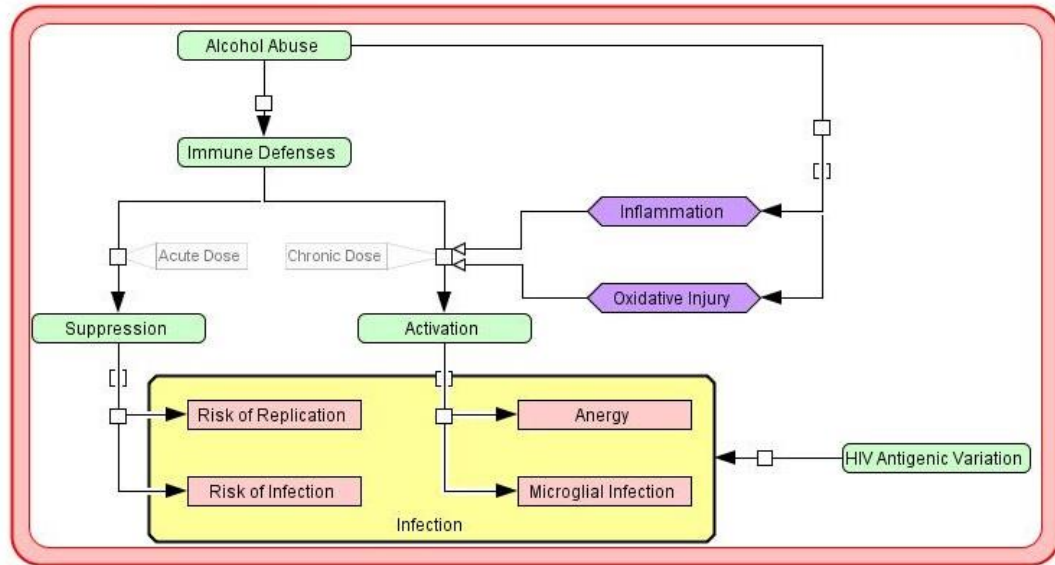 Alcohol Abuse
Immune Defenses
Inflammation
Acute Dose
Chronic Dose
Oxidative Injury
Suppression
Activation
Risk of Replication
Anergy
HIV Antigenic Variation
Risk of Infection
Microglial Infection
Infection